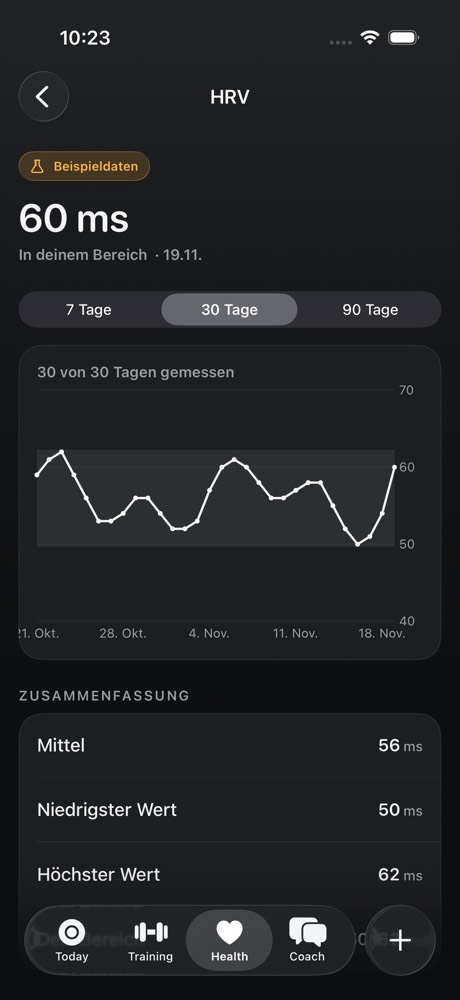 10:23
HRV
Beispieldaten
60 ms
In deinem Bereich · 19.11.
7 Tage
30 Tage
90 Tage
30 von 30 Tagen gemessen
70
60
50
40
21. Okt.
28. Okt.
4. Nov.
11. Nov.
18. Nov.
ZUSAMMENFASSUNG
Mittel
56 ms
Niedrigster Wert
50 ms
Höchster Wert
62 ms
Today
Training
Health
Coach